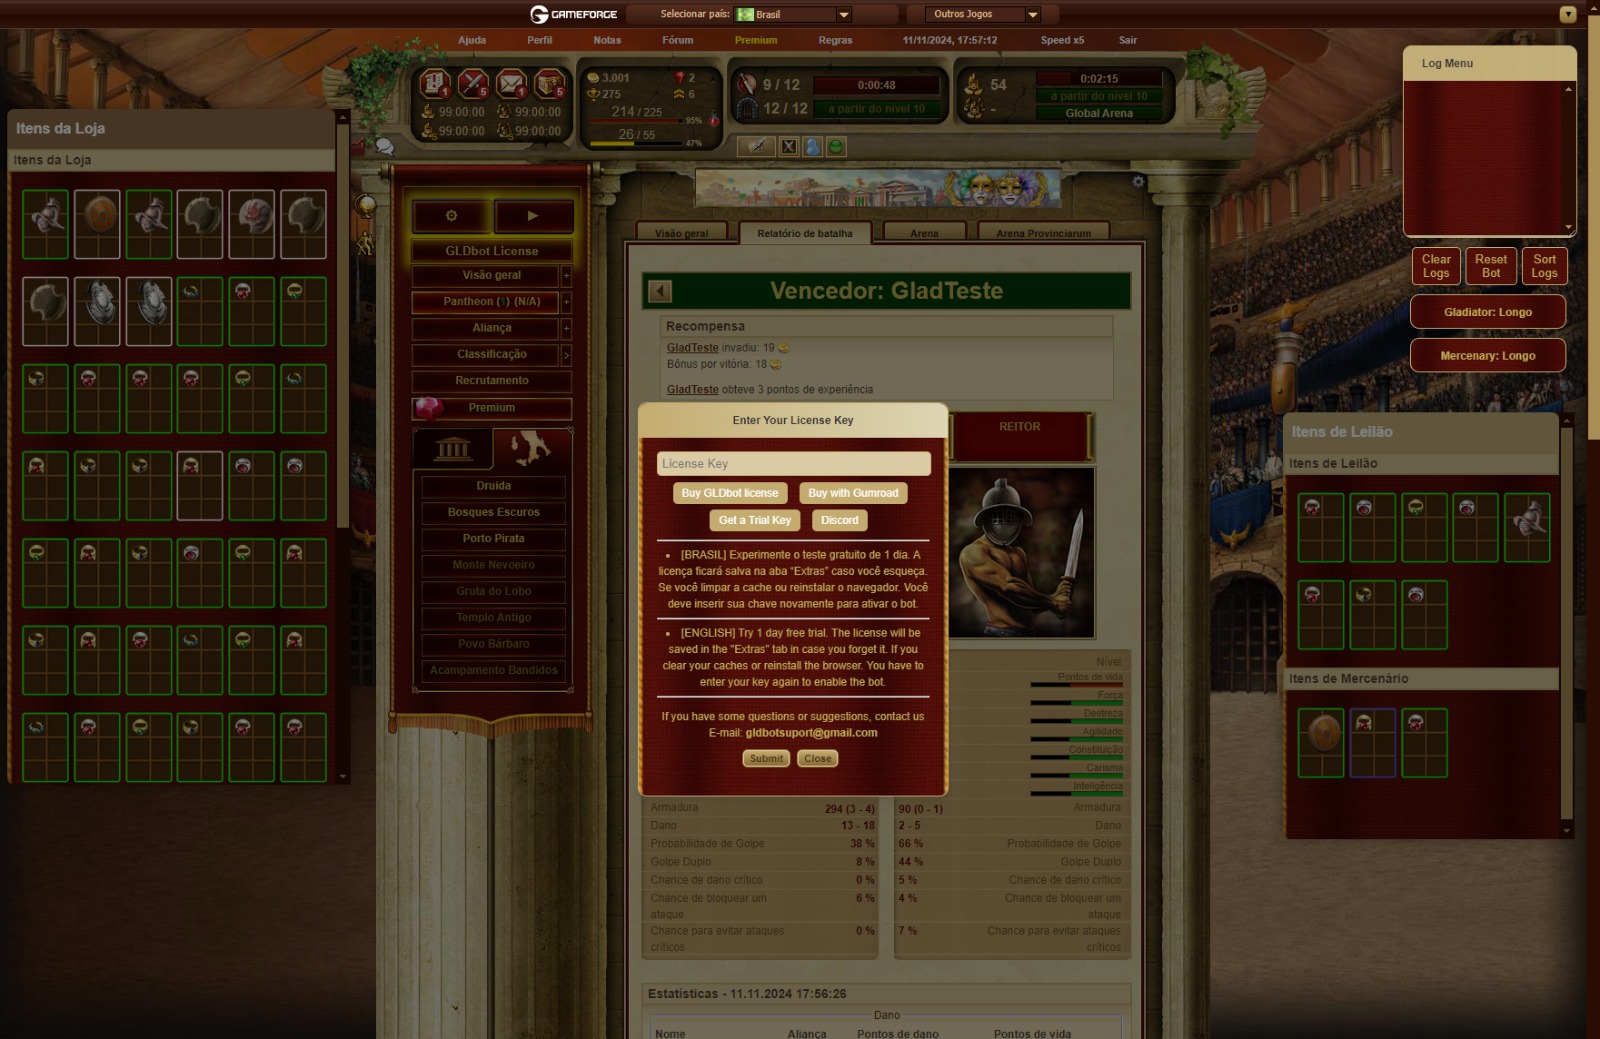 GAMEFORGE
Selecionar país:
Brasil
Outros Jogos
Ajuda
Perfil
Notas
Fórum
Premium
Regras
11/11/2024, 17:57:12
Speed x5
Sair
1
5
1
5
99:00:00
99:00:00
99:00:00
99:00:00
3.001
2
275
6
214 / 225
95%
26 / 55
47%
9 / 12
0:00:48
12 / 12
a partir do nível 10
54
0:02:15
-
a partir do nível 10
Global Arena
Log Menu
Clear Logs
Reset Bot
Sort Logs
Gladiator: Longo
Mercenary: Longo
Itens da Loja
Itens da Loja
GLDbot License
Visão geral
+
Pantheon (1) (N/A)
+
Aliança
+
Classificação
>
Recrutamento
Premium
Druida
Bosques Escuros
Porto Pirata
Monte Nevoeiro
Gruta do Lobo
Templo Antigo
Povo Bárbaro
Acampamento Bandidos
Visão geral
Relatório de batalha
Arena
Arena Provinciarum
Vencedor: GladTeste
Recompensa
GladTeste invadiu: 19
Bônus por vitória: 18
GladTeste obteve 3 pontos de experiência
REITOR
Enter Your License Key
License Key
Buy GLDbot license
Buy with Gumroad
Get a Trial Key
Discord
• [BRASIL] Experimente o teste gratuito de 1 dia. A
licença ficará salva na aba “Extras” caso você esqueça.
Se você limpar a cache ou reinstalar o navegador. Você
deve inserir sua chave novamente para ativar o bot.
• [ENGLISH] Try 1 day free trial. The license will be
saved in the "Extras" tab in case you forget it. If you
clear your caches or reinstall the browser. You have to
enter your key again to enable the bot.
If you have some questions or suggestions, contact us
E-mail: gldbotsuport@gmail.com
Submit
Close
Nível
Pontos de vida
Força
Destreza
Agilidade
Constituição
Carisma
Inteligência
Armadura 294 (3 - 4)
90 (0 - 1) Armadura
Dano 13 - 18
2 - 5 Dano
Probabilidade de Golpe 38 %
66 % Probabilidade de Golpe
Golpe Duplo 8 %
44 % Golpe Duplo
Chance de dano crítico 0 %
5 % Chance de dano crítico
Chance de bloquear um 6 %
ataque
4 % Chance de bloquear um
ataque
Chance para evitar ataques 0 %
críticos
7 % Chance para evitar ataques
críticos
Estatísticas - 11.11.2024 17:56:26
Dano
Nome
Aliança
Pontos de dano
Pontos de vida
Itens de Leilão
Itens de Leilão
Itens de Mercenário